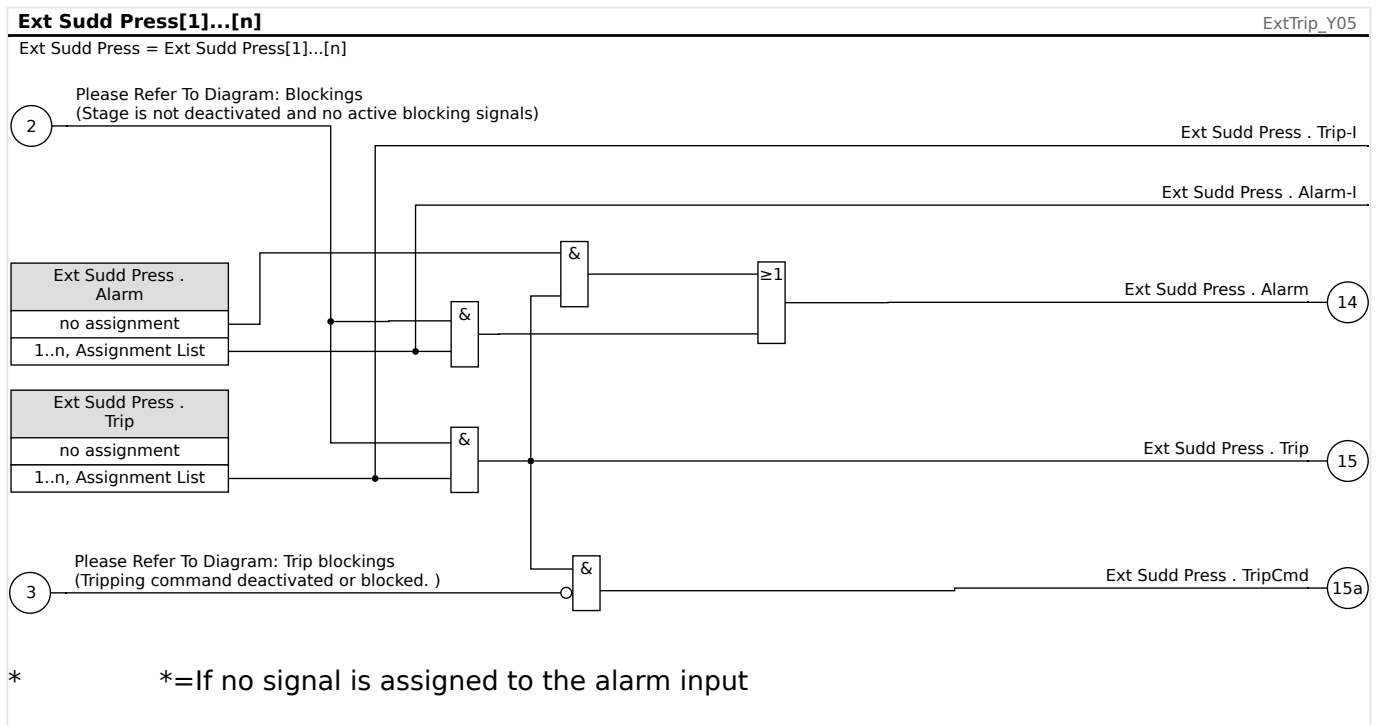 Ext Sudd Press[1]...[n]
ExtTrip_Y05
Ext Sudd Press = Ext Sudd Press[1]...[n]
Please Refer To Diagram: Blockings
(Stage is not deactivated and no active blocking signals)
2
Ext Sudd Press . Trip-I
Ext Sudd Press . Alarm-I
&
Ext Sudd Press .
Alarm
no assignment
1..n, Assignment List
&
≥1
Ext Sudd Press . Alarm
14
Ext Sudd Press .
Trip
no assignment
1..n, Assignment List
&
Ext Sudd Press . Trip
15
Please Refer To Diagram: Trip blockings
(Tripping command deactivated or blocked. )
3
&
Ext Sudd Press . TripCmd
15a
* *=If no signal is assigned to the alarm input